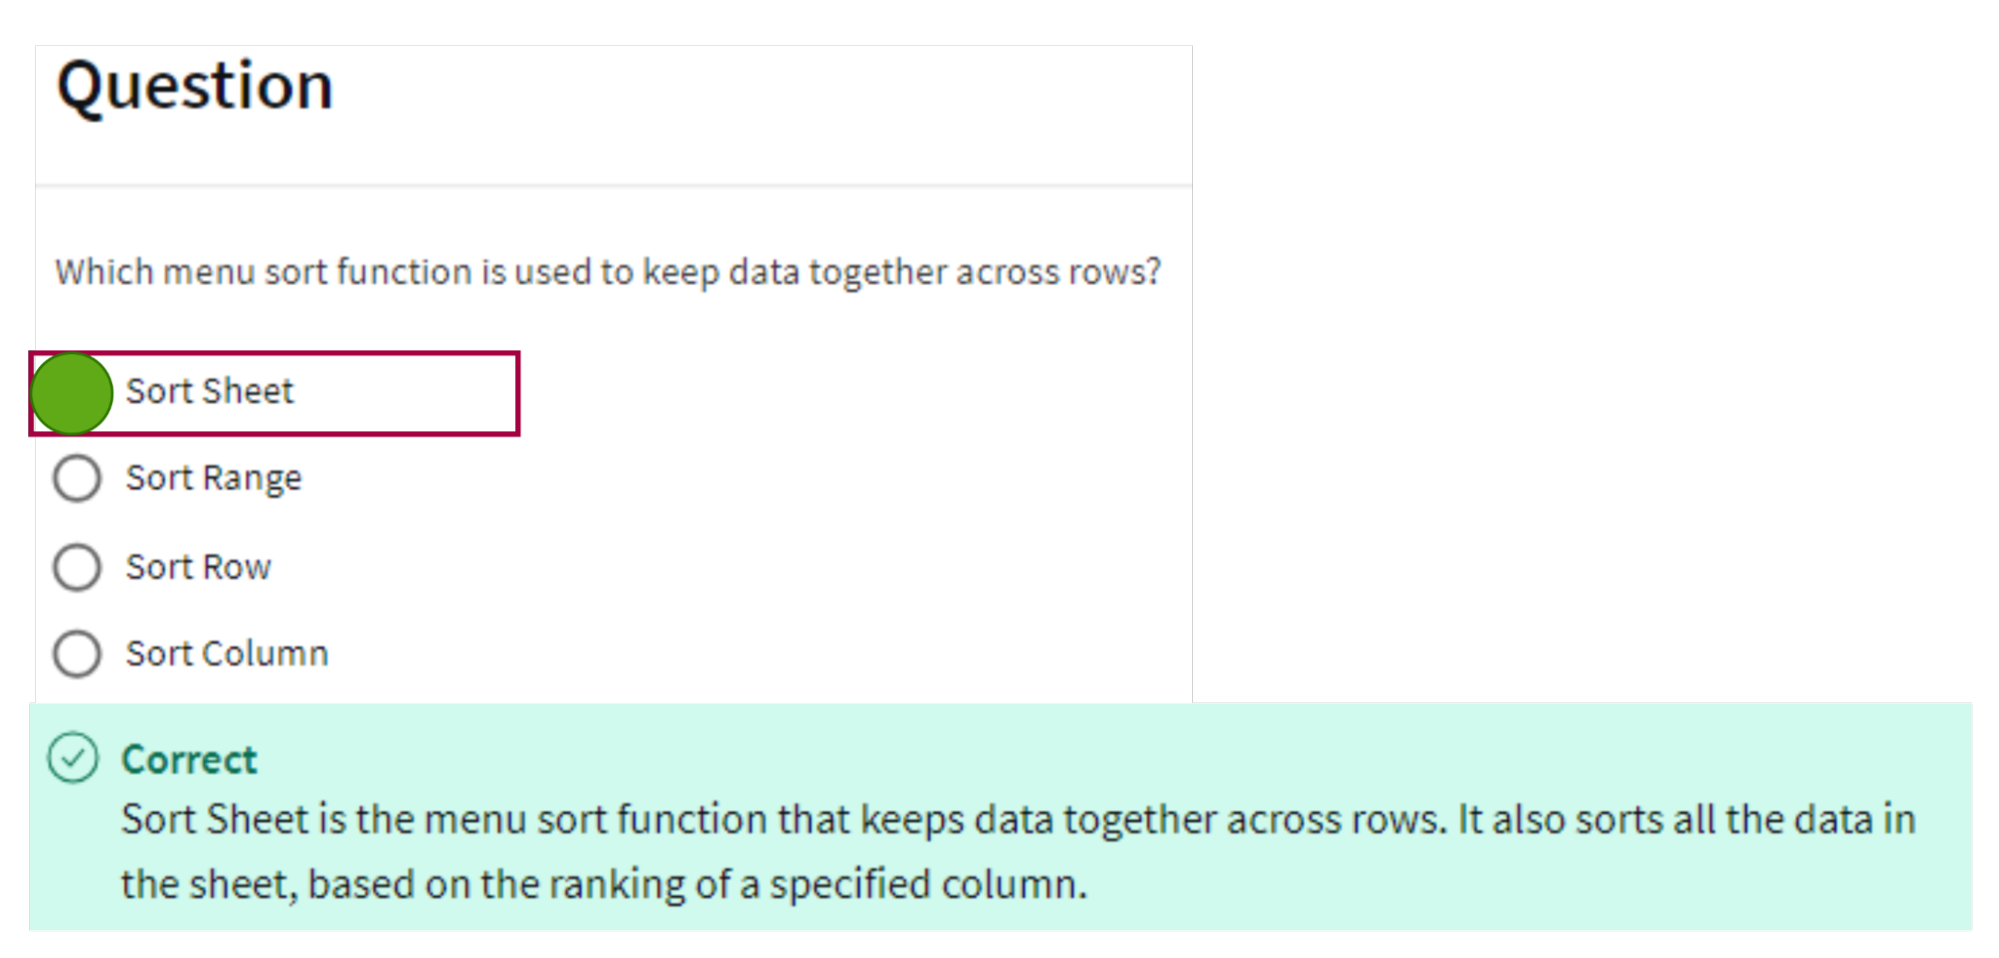 Question
Which menu sort function is used to keep data together across rows?
Sort Sheet
Sort Range
Sort Row
Sort Column
Correct
Sort Sheet is the menu sort function that keeps data together across rows. It also sorts all the data in
the sheet, based on the ranking of a specified column.